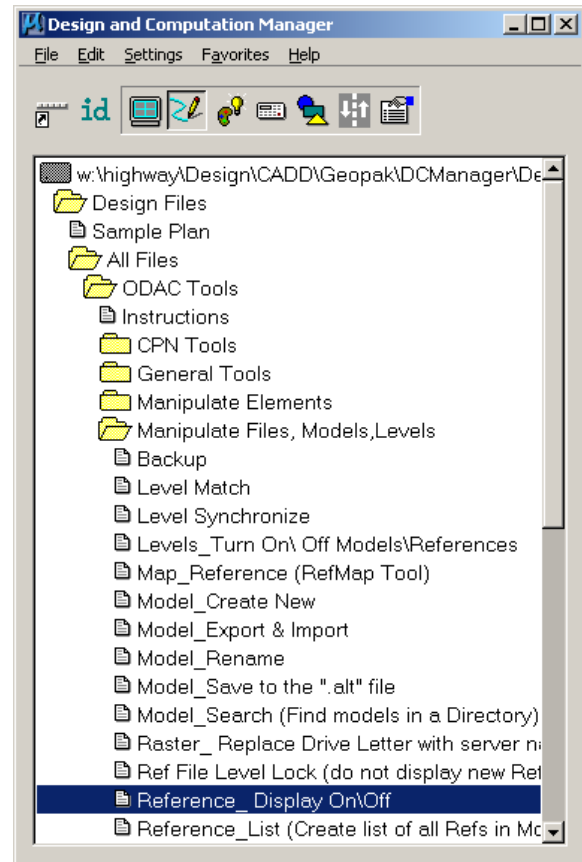 Design and Computation Manager
File Edit Settings Favorites Help
id
w:\highway\Design\CADD\Geopak\DCManager\De
Design Files
Sample Plan
All Files
ODAC Tools
Instructions
CPN Tools
General Tools
Manipulate Elements
Manipulate Files, Models,Levels
Backup
Level Match
Level Synchronize
Levels_Turn On\ Off Models\References
Map_Reference (RefMap Tool)
Model_Create New
Model_Export & Import
Model_Rename
Model_Save to the ".alt" file
Model_Search (Find models in a Directory)
Raster_ Replace Drive Letter with server n
Ref File Level Lock (do not display new Ref
Reference_ Display On\Off
Reference_List (Create list of all Refs in Mo